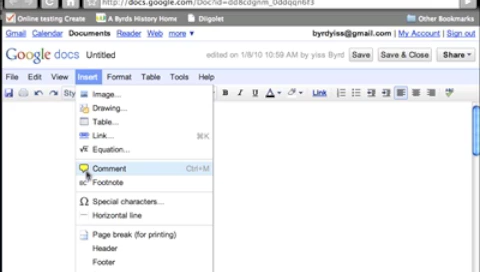 docs.google.com/Doc?id=dd8cdgnm_0ddqqn6f3
Online testing Create A Byrds History Home Diigolet Other Bookmarks
Gmail Calendar Documents Reader Web more ▼ byrdyiss@gmail.com | My Account | Sign out
Google docs Untitled edited on 1/8/10 10:59 AM by yiss Byrd Save Save & Close Share
File Edit View Insert Format Table Tools Help
B I U A Link
Image...
Drawing...
Table...
Link... ⌘K
Equation...
Comment Ctrl+M
Footnote
Special characters...
Horizontal line
Page break (for printing)
Header
Footer